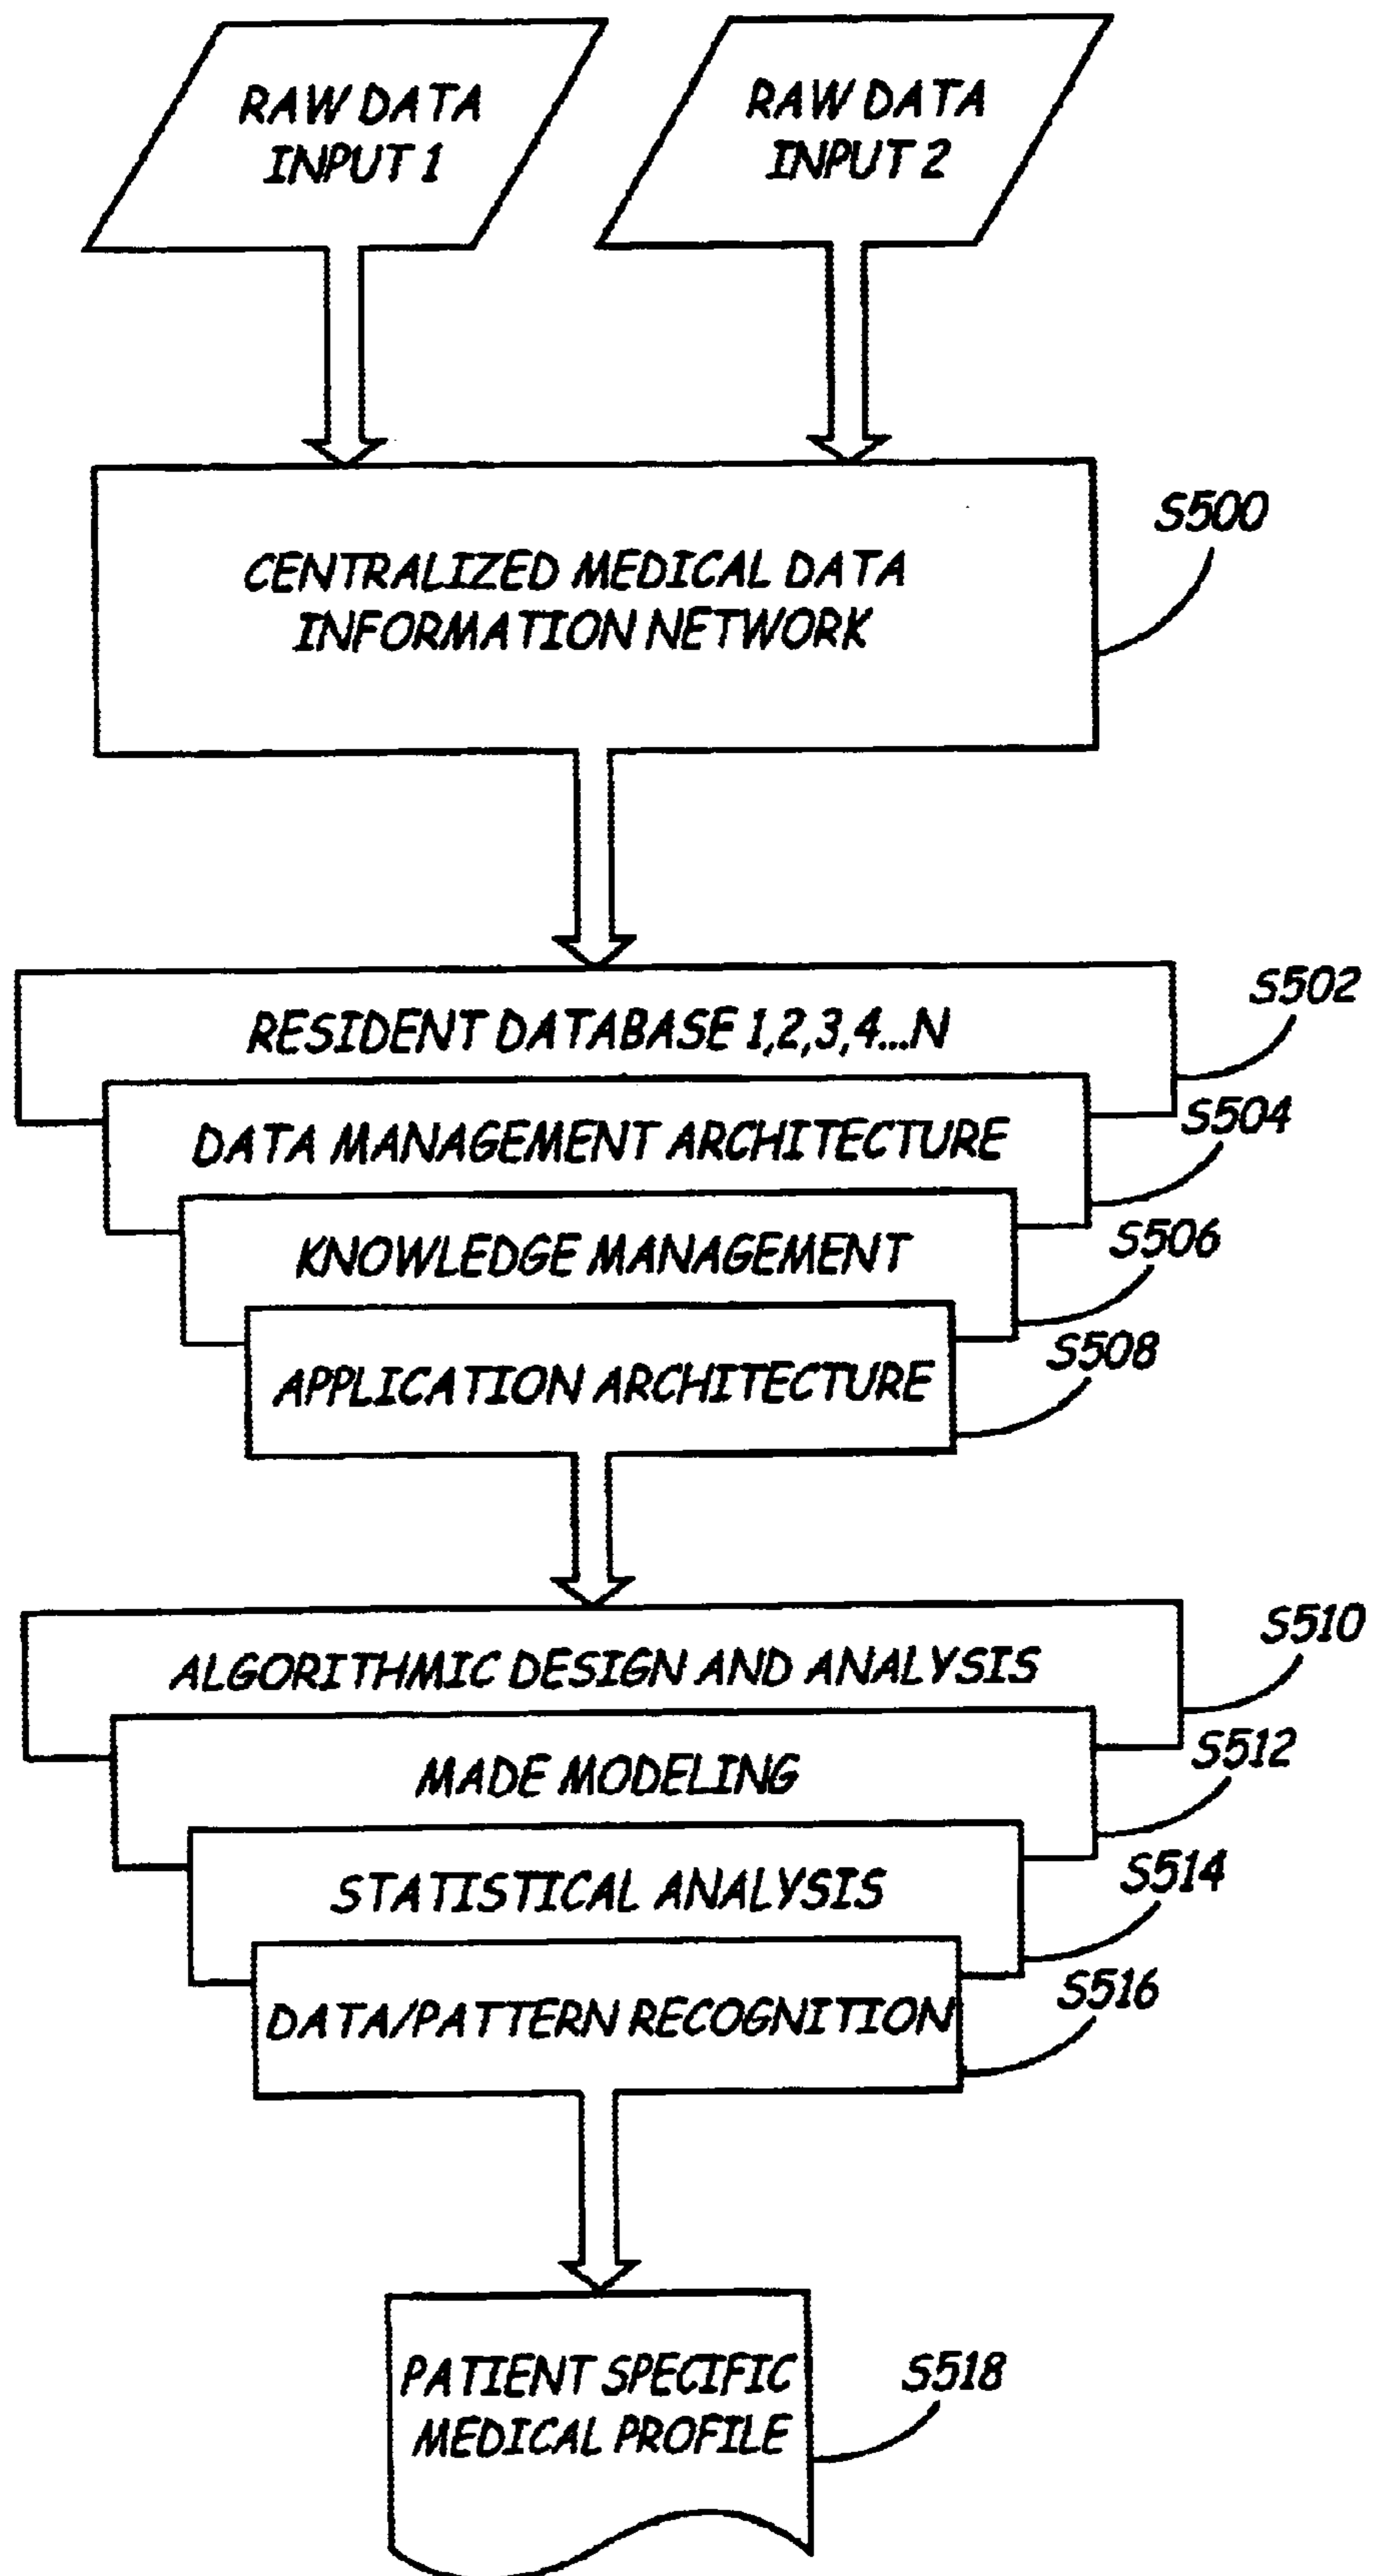 RAW DATA
INPUT 1
RAW DATA
INPUT 2
CENTRALIZED MEDICAL DATA
INFORMATION NETWORK
S500
RESIDENT DATABASE 1,2,3,4...N
S502
DATA MANAGEMENT ARCHITECTURE
S504
KNOWLEDGE MANAGEMENT
S506
APPLICATION ARCHITECTURE
S508
ALGORITHMIC DESIGN AND ANALYSIS
S510
MADE MODELING
S512
STATISTICAL ANALYSIS
S514
DATA/PATTERN RECOGNITION
S516
PATIENT SPECIFIC
MEDICAL PROFILE
S518